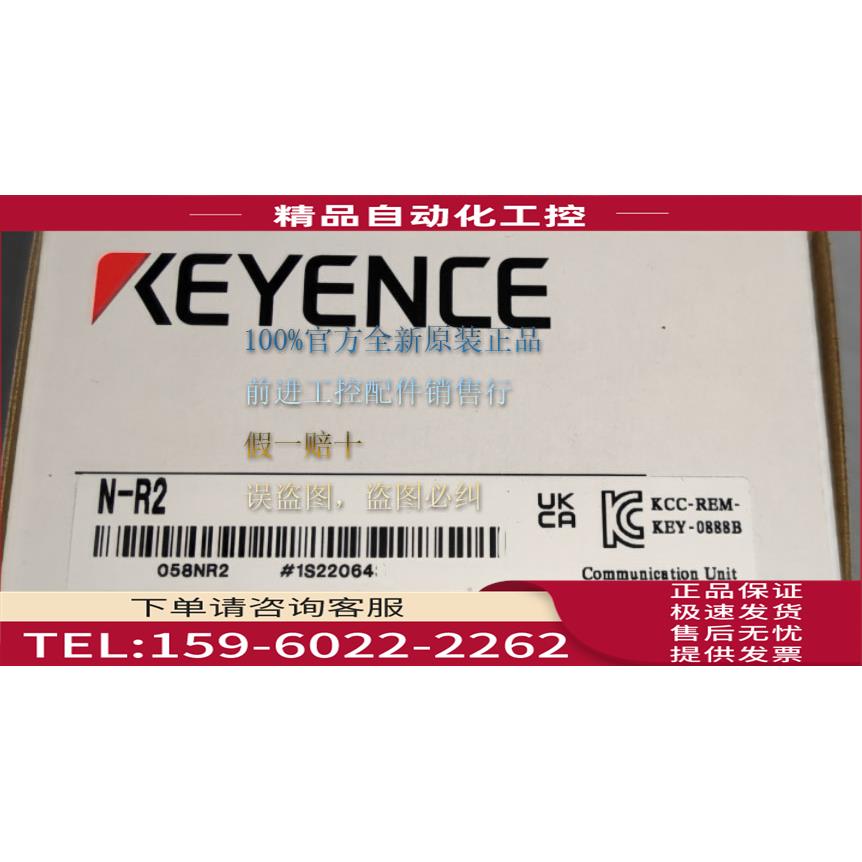 精品自动化工控
KEYENCE
100%官方全新原装正品
前进工控配件销售行
假一赔十
误盗图，盗图必纠
N-R2
UK
CA
KCC-REM-
KEY-0888B
058NR2 #1S22064
Communication Unit
下单请咨询客服
TEL:159-6022-2262
正品保证
极速发货
售后无忧
提供发票